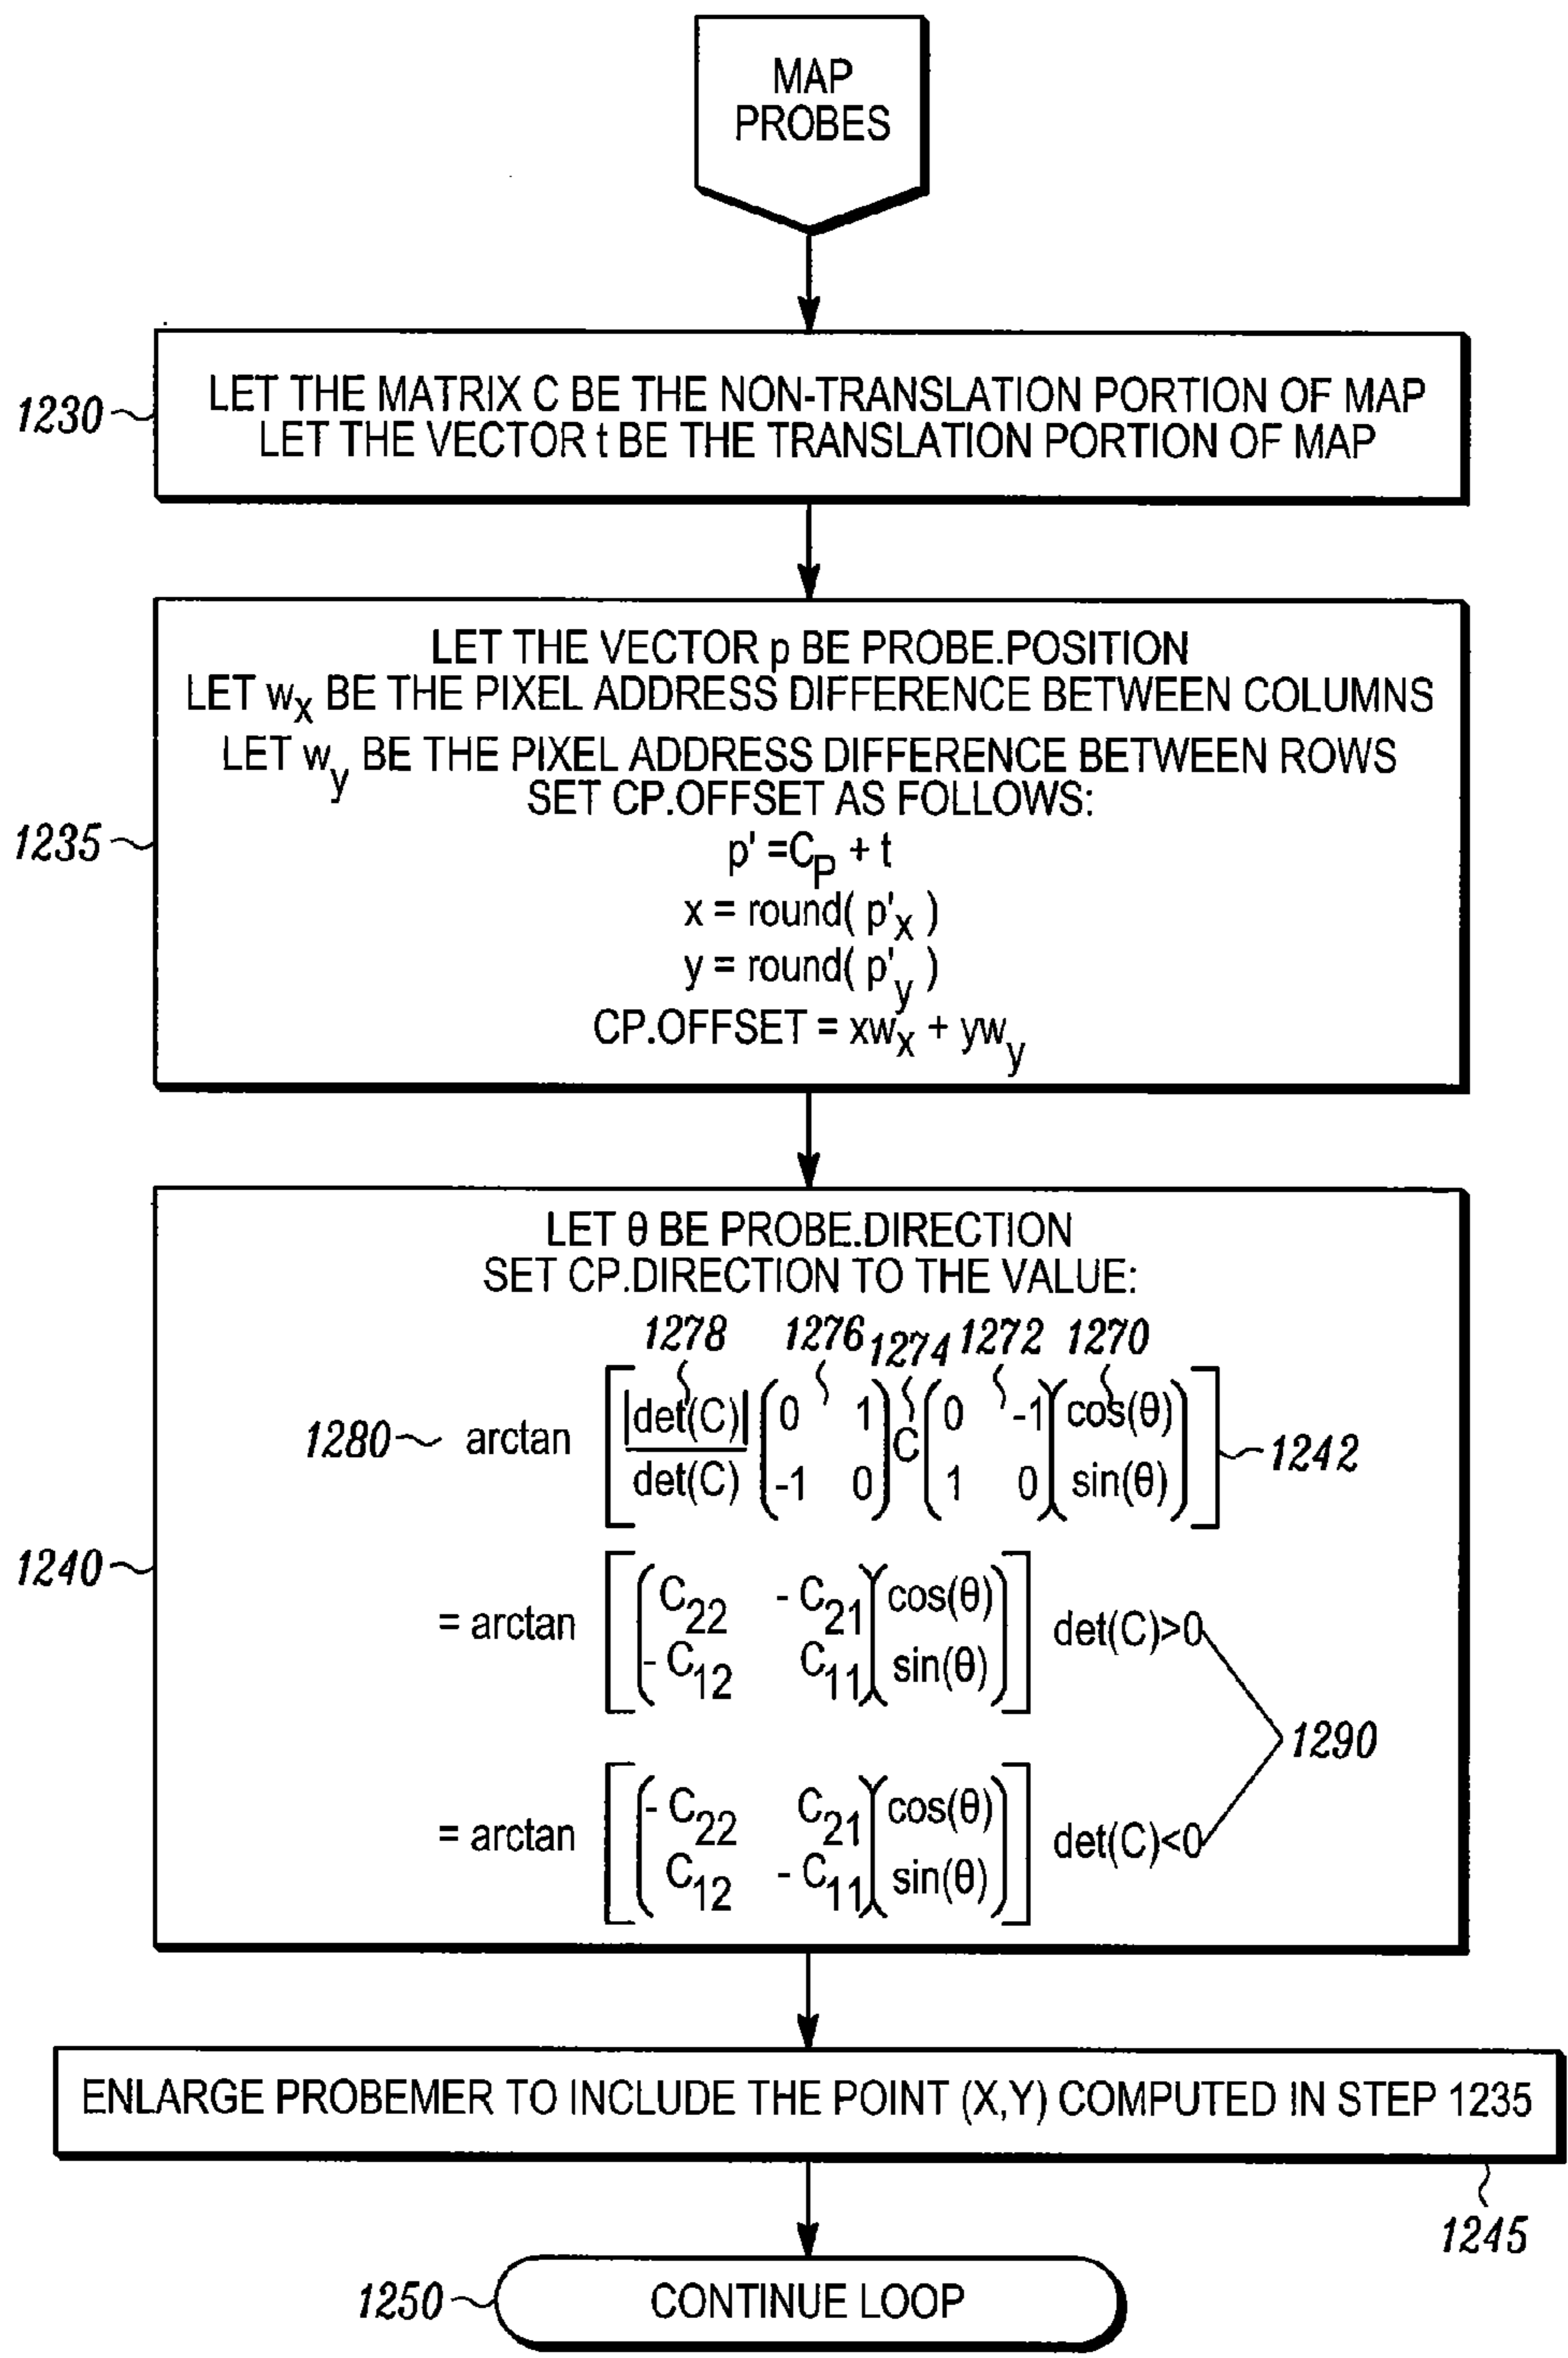 MAP
PROBES
1230
LET THE MATRIX C BE THE NON-TRANSLATION PORTION OF MAP
LET THE VECTOR t BE THE TRANSLATION PORTION OF MAP
1235
LET THE VECTOR p BE PROBE.POSITION
LET wx BE THE PIXEL ADDRESS DIFFERENCE BETWEEN COLUMNS
LET wy BE THE PIXEL ADDRESS DIFFERENCE BETWEEN ROWS
SET CP.OFFSET AS FOLLOWS:
p' =CP + t
x = round( p'x )
y = round( p'y )
CP.OFFSET = xwx + ywy
1240
LET θ BE PROBE.DIRECTION
SET CP.DIRECTION TO THE VALUE:
1278 1276 1274 1272 1270
1280 arctan [ |det(C)| / det(C) ( 0 1 ) C ( 0 -1 ) ( cos(θ) ) ] 1242
( -1 0 ) ( 1 0 ) ( sin(θ) )
= arctan [ ( C22 - C21 ) ( cos(θ) ) ] det(C)>0
( - C12 C11 ) ( sin(θ) )
1290
= arctan [ ( - C22 C21 ) ( cos(θ) ) ] det(C)<0
( C12 - C11 ) ( sin(θ) )
ENLARGE PROBEMER TO INCLUDE THE POINT (X,Y) COMPUTED IN STEP 1235
1245
1250
CONTINUE LOOP